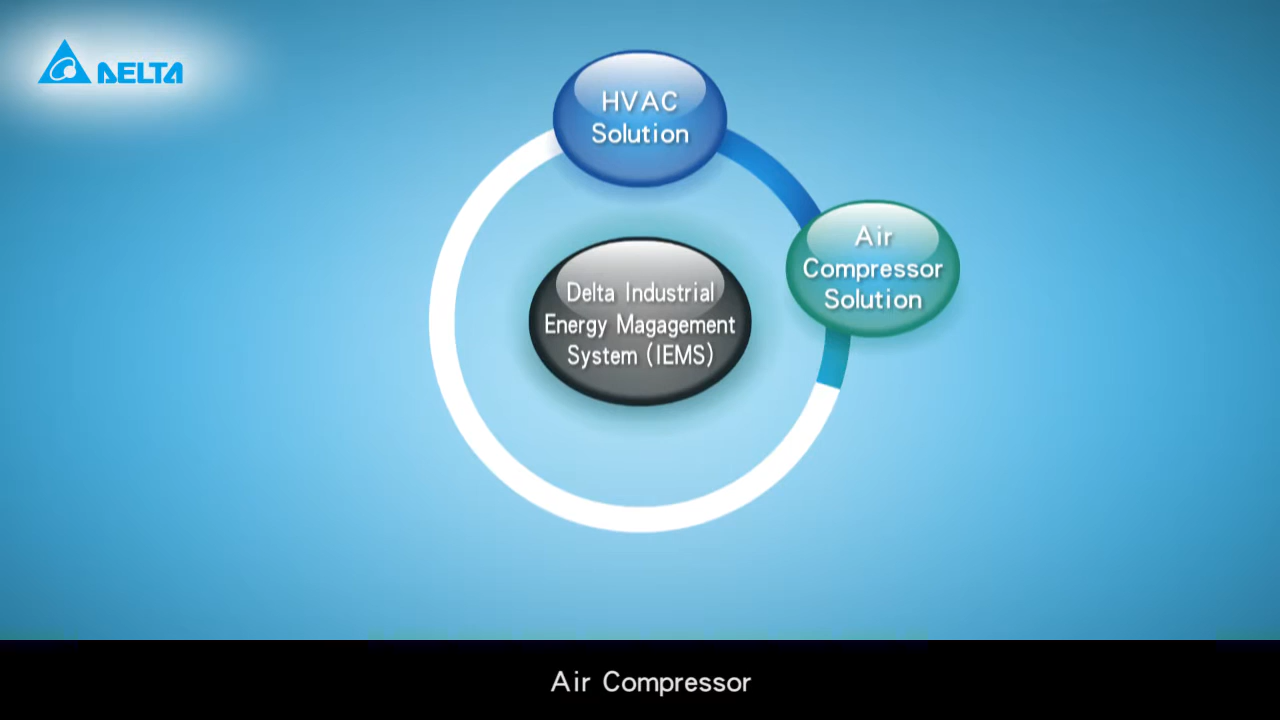 DELTA
HVAC
Solution
Air
Compressor
Solution
Delta Industrial
Energy Magagement
System (IEMS)
Air Compressor